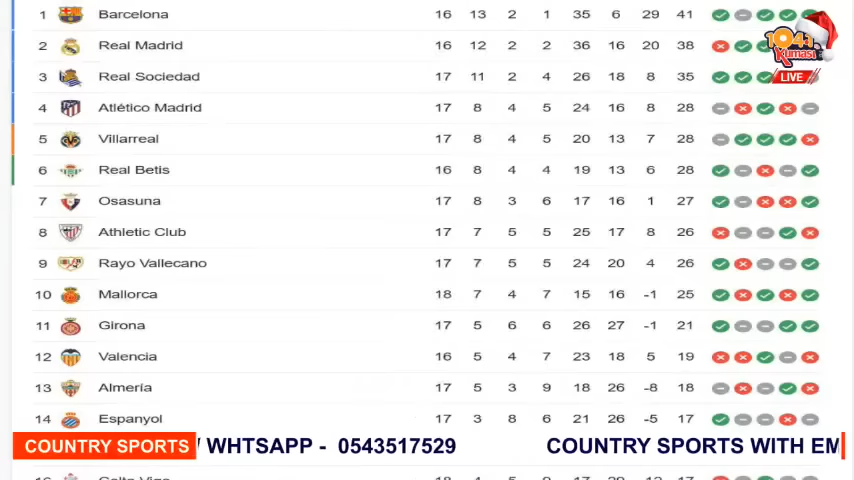 1 Barcelona 16 13 2 1 35 6 29 41
2 Real Madrid 16 12 2 2 36 16 20 38
104.1
Kumasi
LIVE
3 Real Sociedad 17 11 2 4 26 18 8 35
4 Atlético Madrid 17 8 4 5 24 16 8 28
5 Villarreal 17 8 4 5 20 13 7 28
6 Real Betis 16 8 4 4 19 13 6 28
7 Osasuna 17 8 3 6 17 16 1 27
8 Athletic Club 17 7 5 5 25 17 8 26
9 Rayo Vallecano 17 7 5 5 24 20 4 26
10 Mallorca 18 7 4 7 15 16 -1 25
11 Girona 17 5 6 6 26 27 -1 21
12 Valencia 16 5 4 7 23 18 5 19
13 Almería 17 5 3 9 18 26 -8 18
14 Espanyol 17 3 8 6 21 26 -5 17
COUNTRY SPORTS WHTSAPP - 0543517529 COUNTRY SPORTS WITH EM